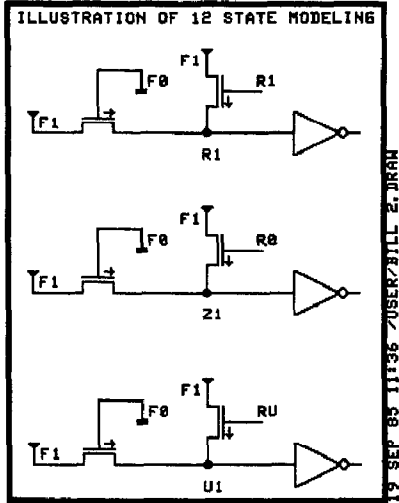 ILLUSTRATION OF 12 STATE MODELING
F1
F0
R1
F1
R1
F1
F0
R0
F1
Z1
F1
F0
RU
F1
U1
19 SEP 85 11:36 /USER/BILL 2. DRAW